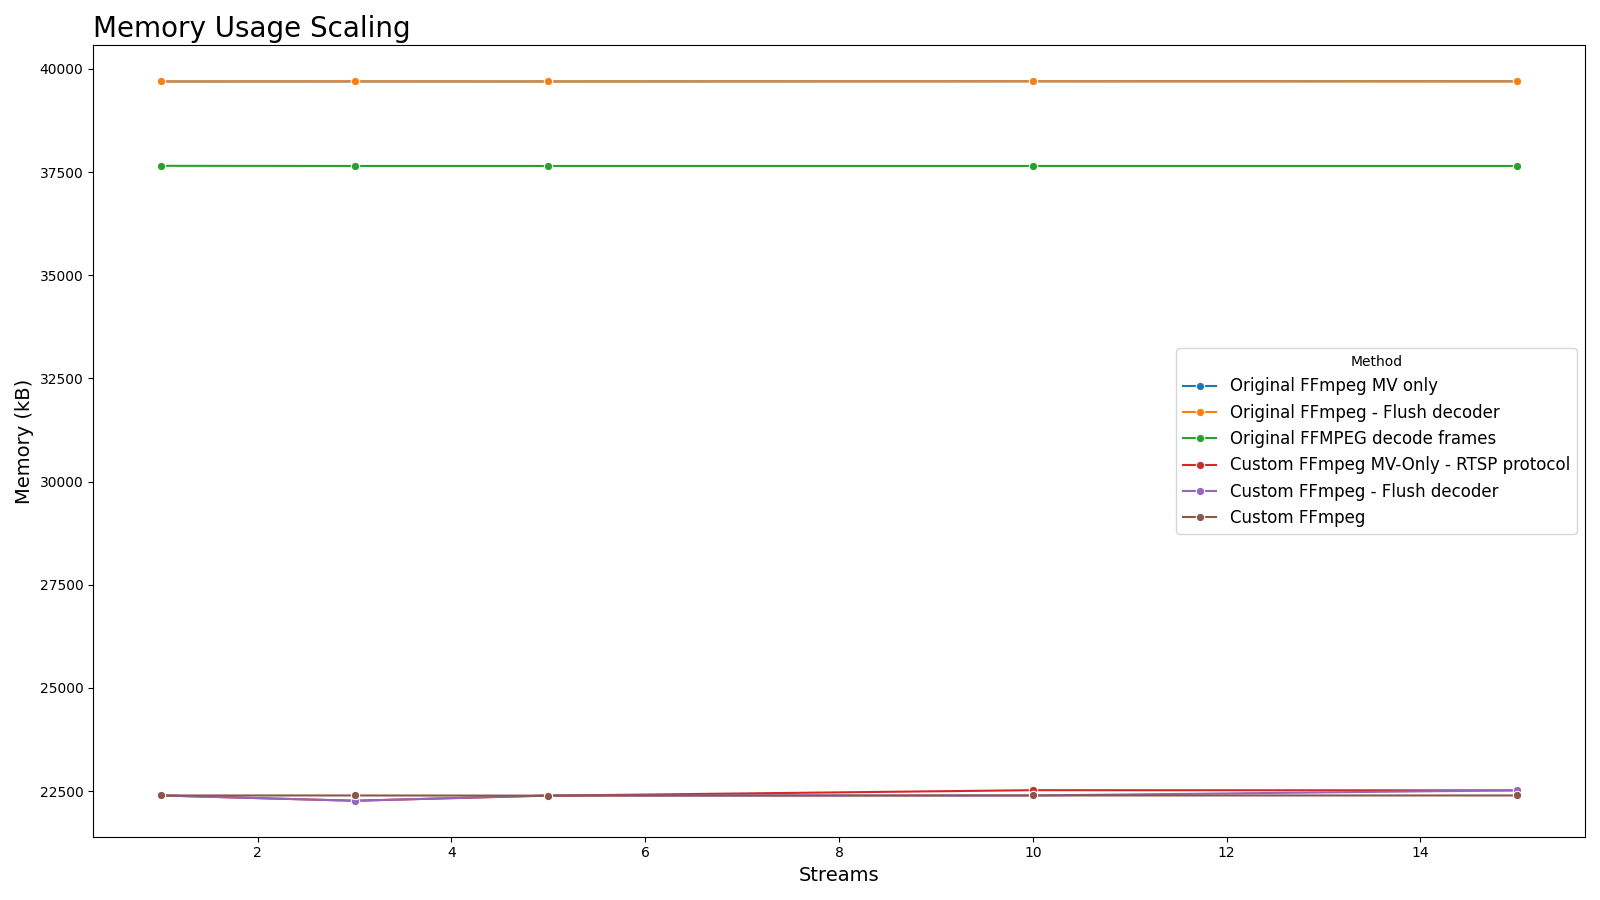 Memory Usage Scaling
40000
37500
35000
32500
30000
27500
25000
22500
Memory (kB)
Method
Original FFmpeg MV only
Original FFmpeg - Flush decoder
Original FFMPEG decode frames
Custom FFmpeg MV-Only - RTSP protocol
Custom FFmpeg - Flush decoder
Custom FFmpeg
2 4 6 8 10 12 14
Streams